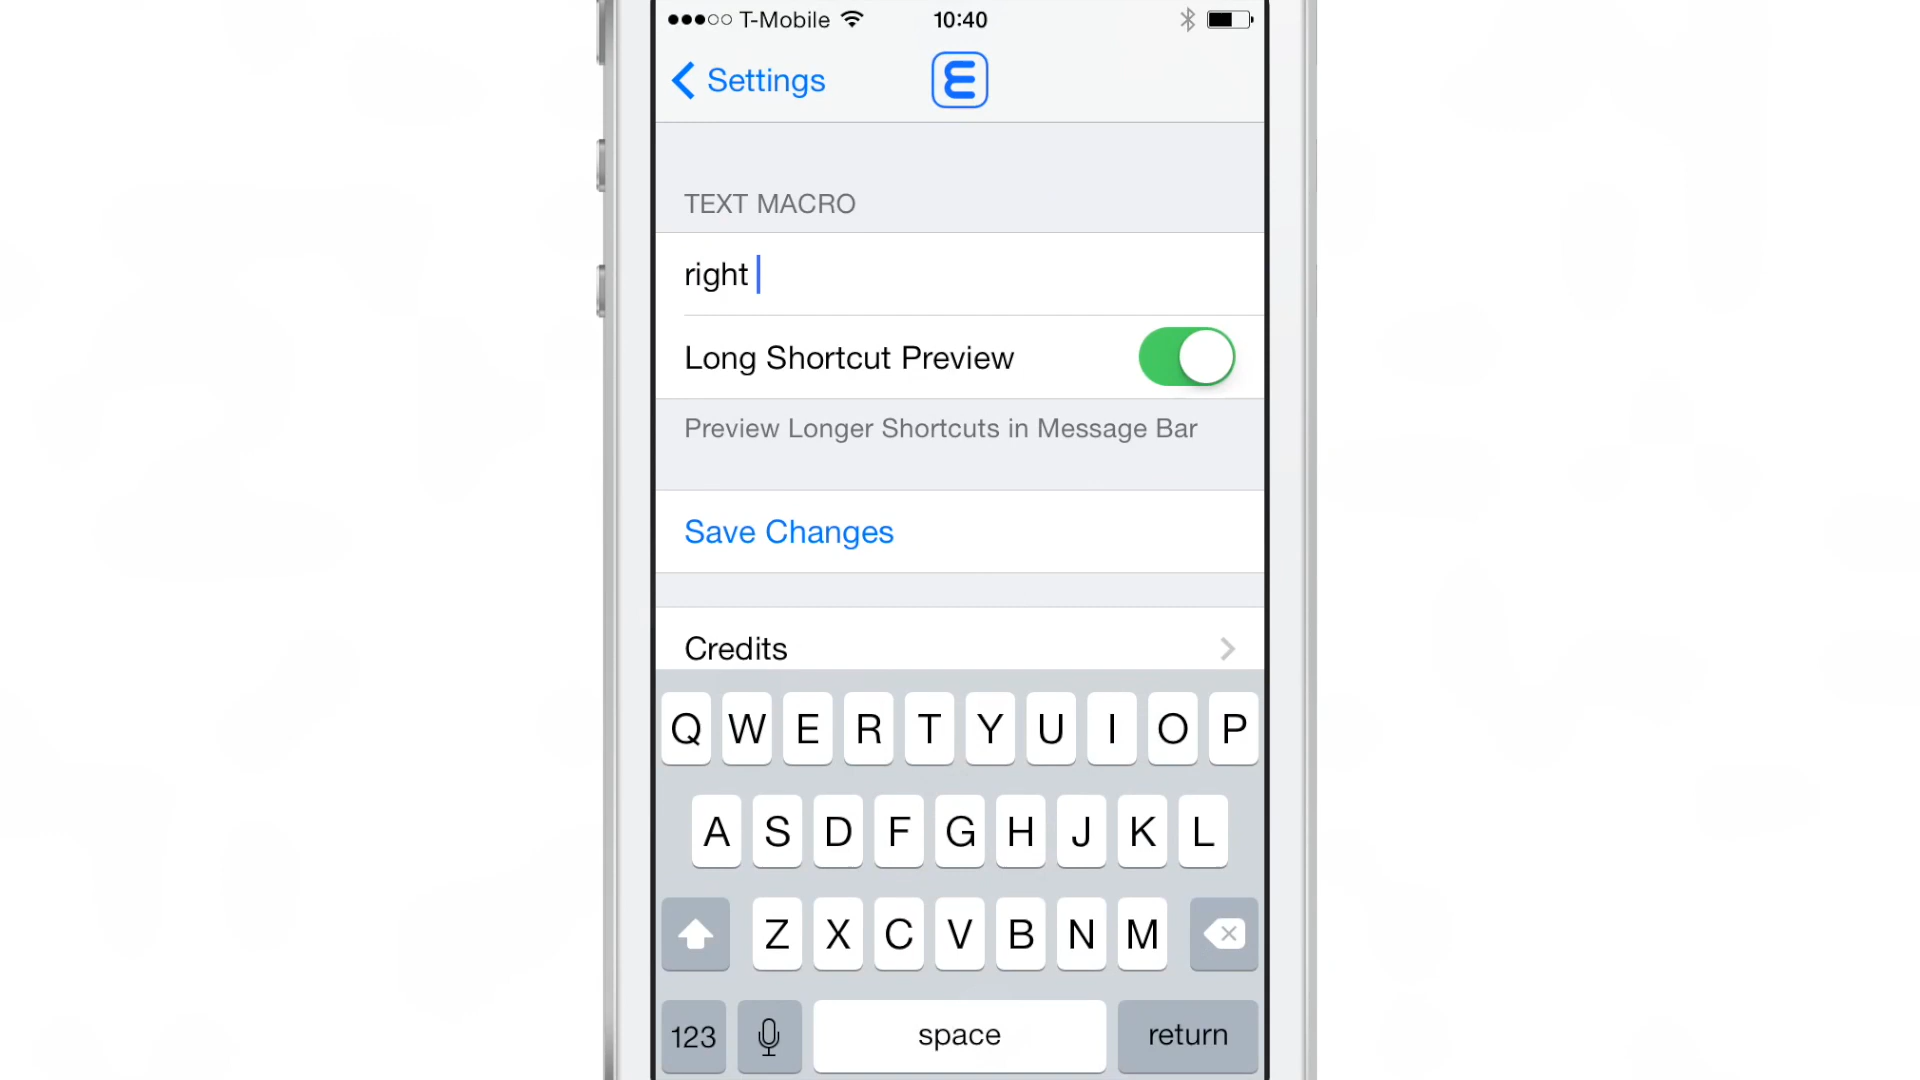 T-Mobile 10:40
Settings
TEXT MACRO
right
Long Shortcut Preview
Preview Longer Shortcuts in Message Bar
Save Changes
Credits
Q W E R T Y U I O P
A S D F G H J K L
Z X C V B N M
123 space return